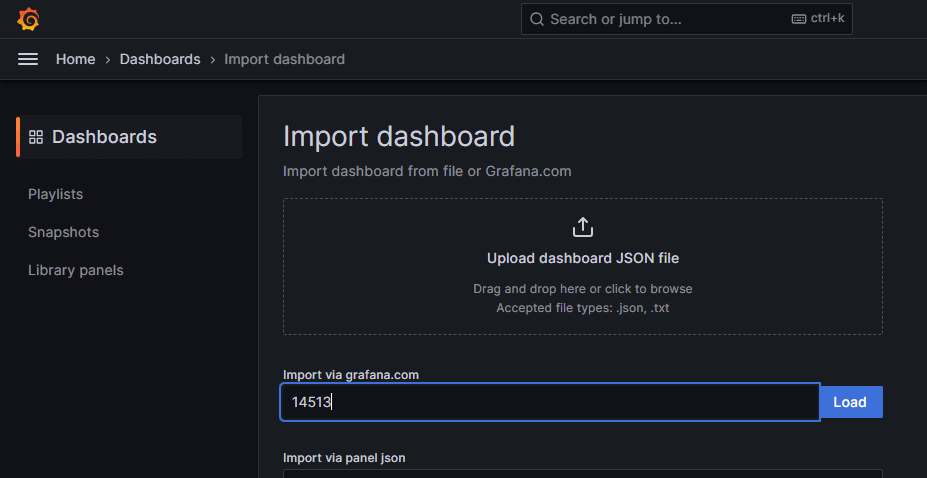 Search or jump to...
ctrl+k
Home › Dashboards › Import dashboard
Dashboards
Playlists
Snapshots
Library panels
Import dashboard
Import dashboard from file or Grafana.com
Upload dashboard JSON file
Drag and drop here or click to browse
Accepted file types: .json, .txt
Import via grafana.com
14513
Load
Import via panel json